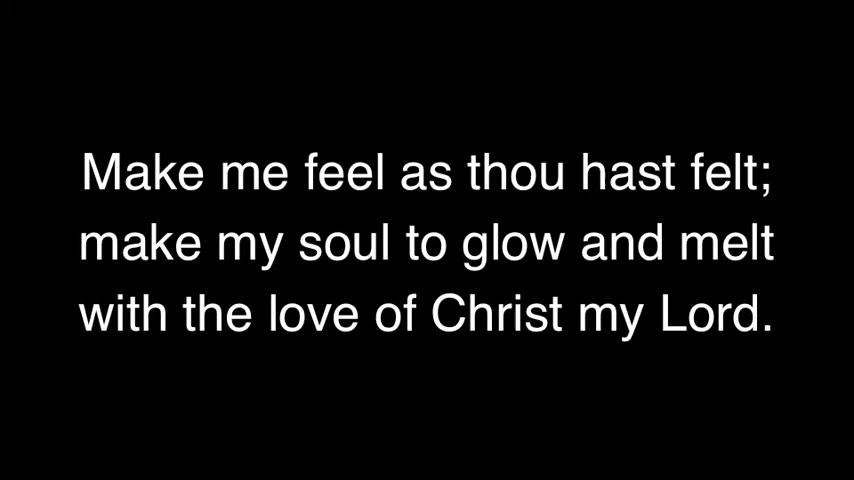 Make me feel as thou hast felt;
make my soul to glow and melt
with the love of Christ my Lord.